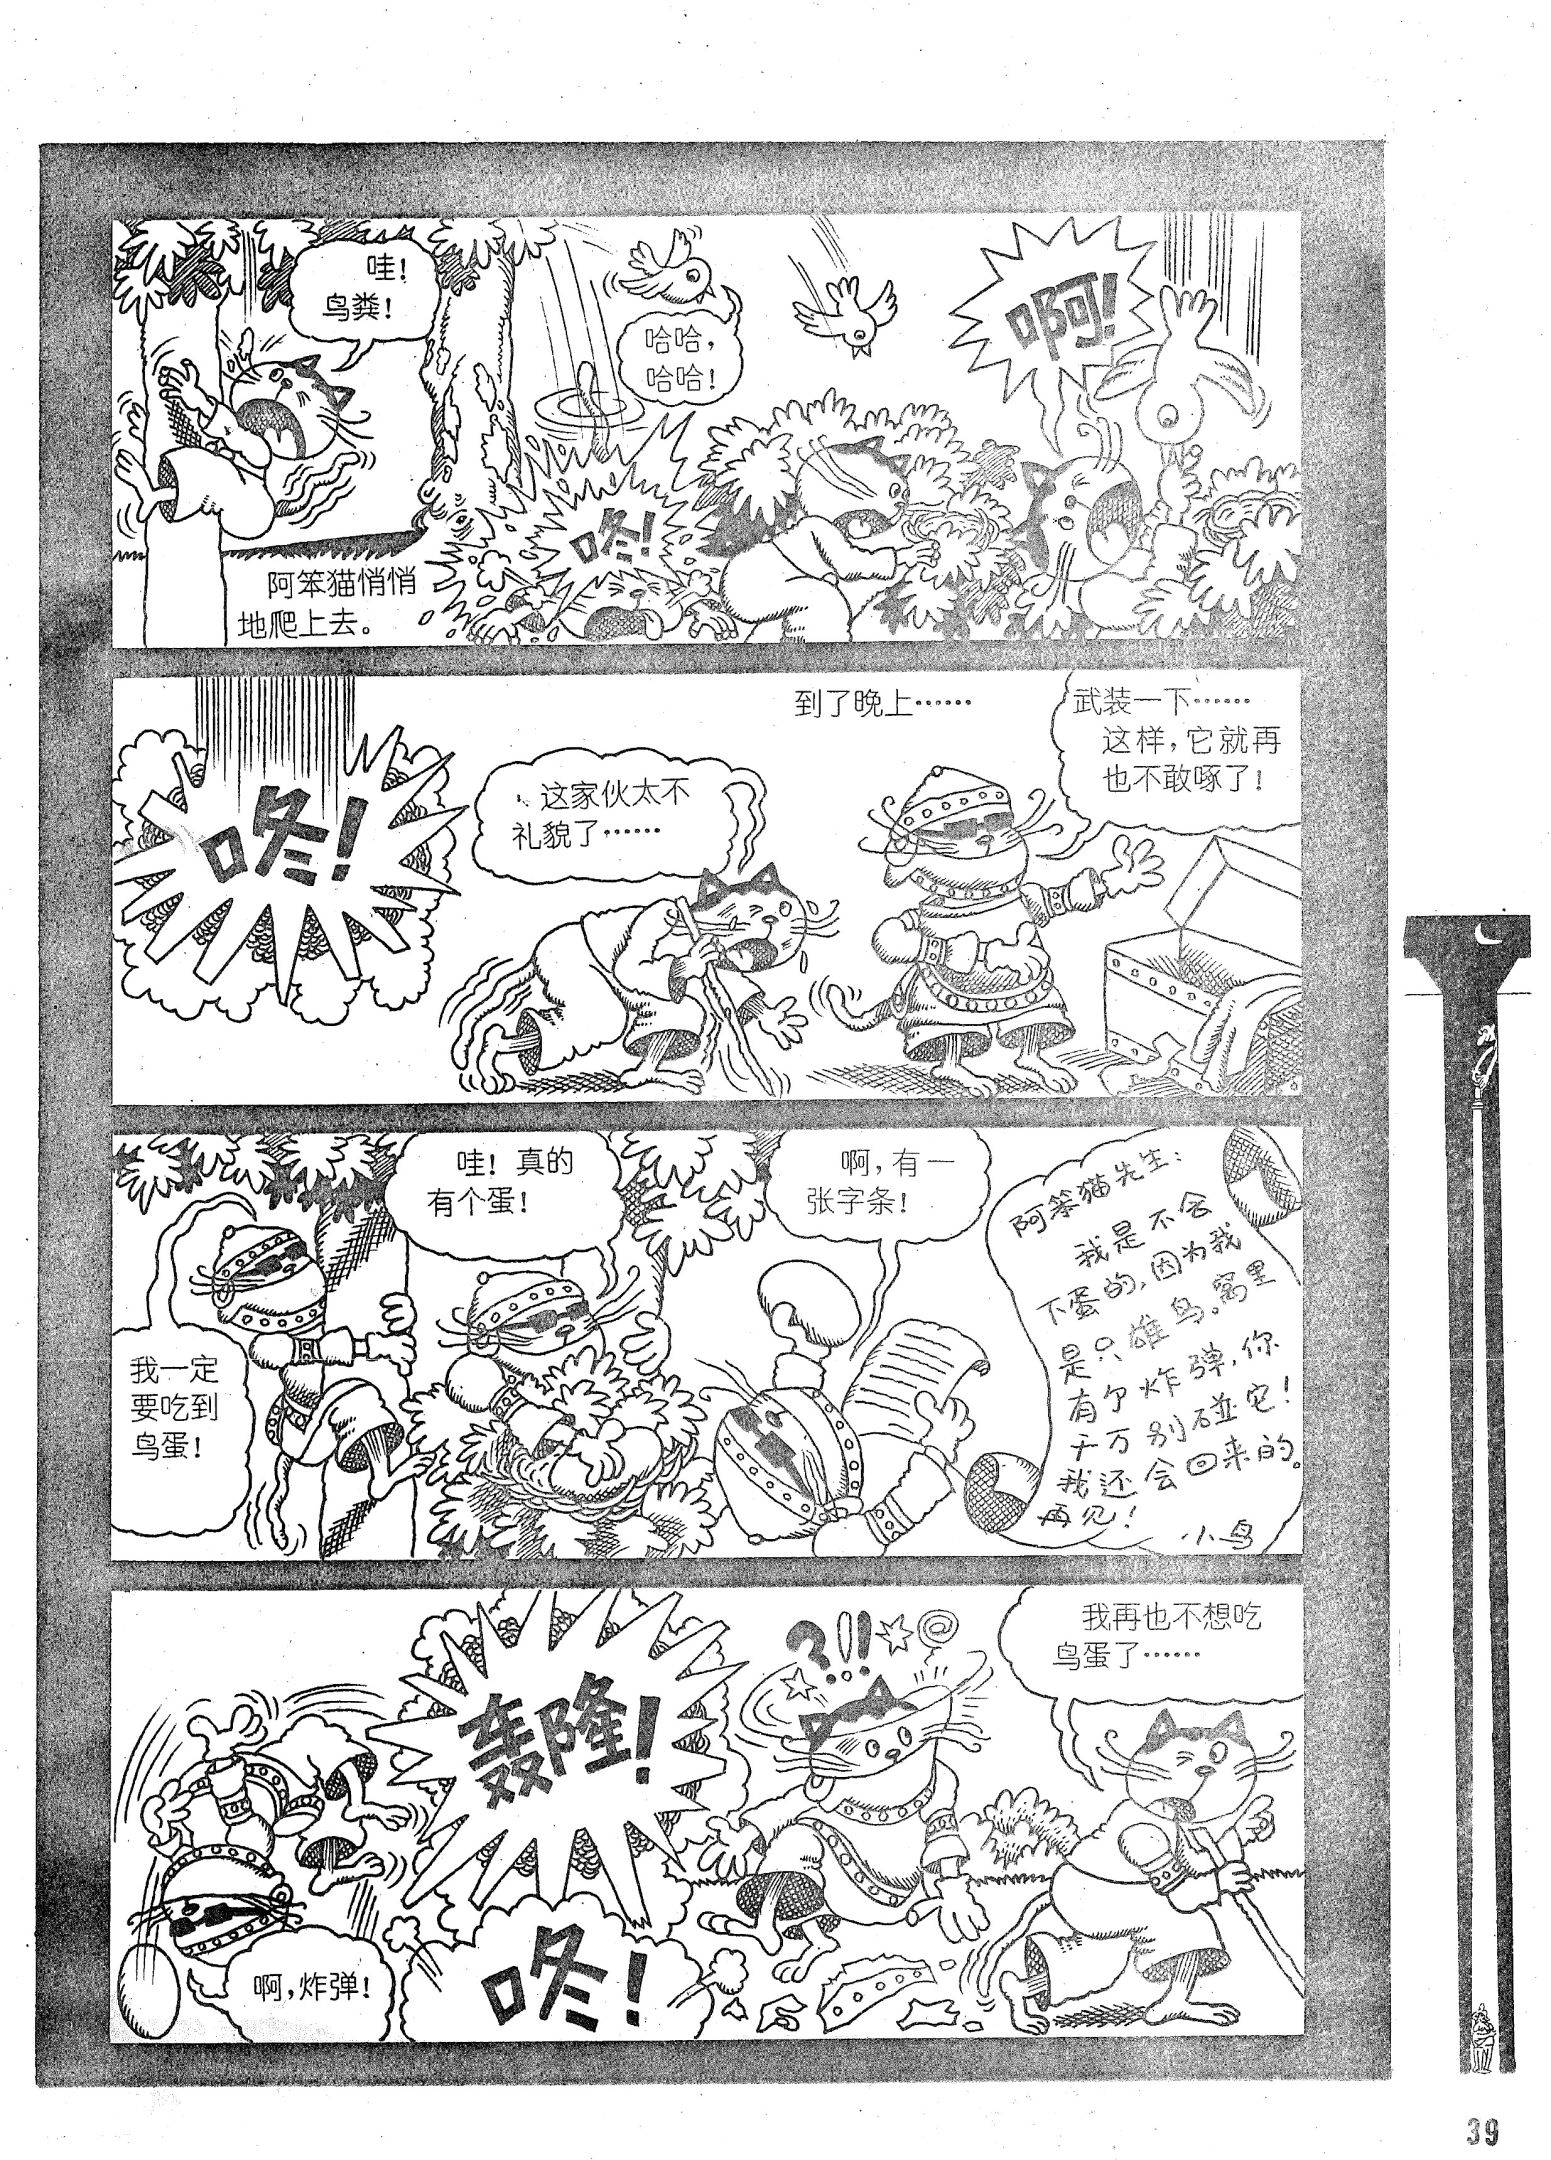 哇!
鸟粪!
阿笨猫悄悄
地爬上去。
哈哈,
哈哈!
咚!
啊!
咚!
这家伙太不
礼貌了……
到了晚上……
武装一下……
这样,它就再
也不敢啄了!
我一定
要吃到
鸟蛋!
哇!真的
有个蛋!
啊,有一
张字条!
阿笨猫先生:
我是不会
下蛋的,因为我
是只雄鸟。窝里
有个炸弹,你
千万别碰它!
我还会回来的。
再见!
小鸟
啊,炸弹!
轰隆!
咚!
?!!
我再也不想吃
鸟蛋了……
39